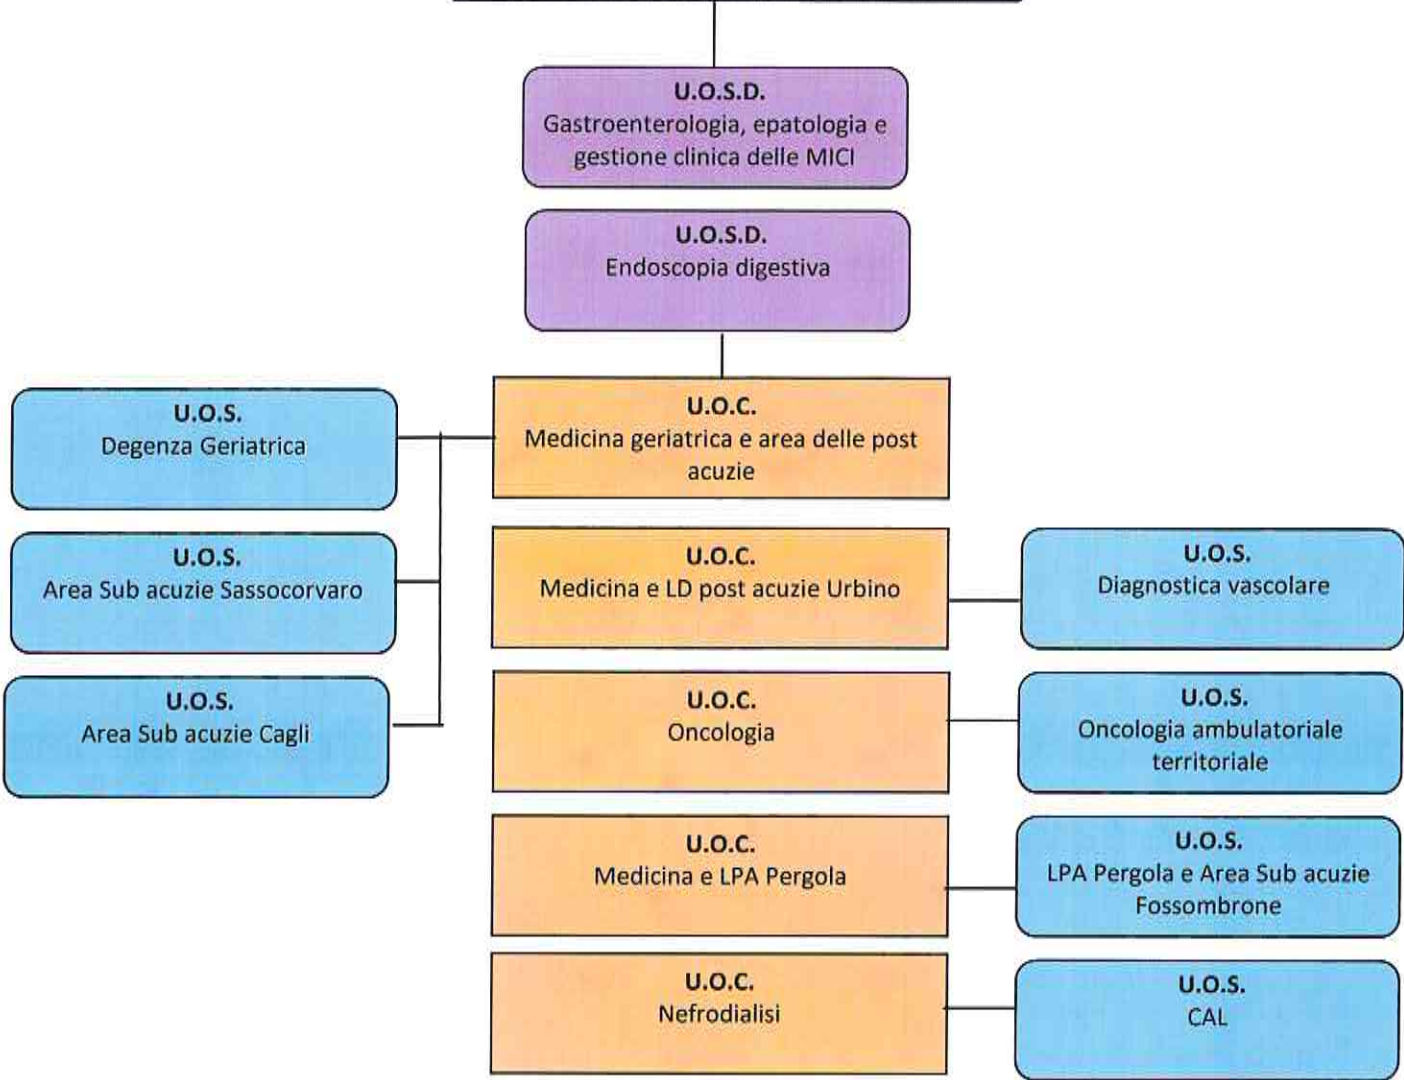 U.O.S.D.
Gastroenterologia, epatologia e
gestione clinica delle MICI
U.O.S.D.
Endoscopia digestiva
U.O.C.
Medicina geriatrica e area delle post
acuzie
U.O.S.
Degenza Geriatrica
U.O.S.
Area Sub acuzie Sassocorvaro
U.O.S.
Area Sub acuzie Cagli
U.O.C.
Medicina e LD post acuzie Urbino
U.O.S.
Diagnostica vascolare
U.O.C.
Oncologia
U.O.S.
Oncologia ambulatoriale
territoriale
U.O.C.
Medicina e LPA Pergola
U.O.S.
LPA Pergola e Area Sub acuzie
Fossombrone
U.O.C.
Nefrodialisi
U.O.S.
CAL